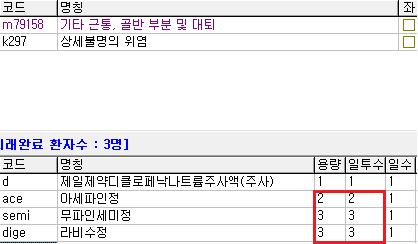 코드 명칭 좌
m79158 기타 근통, 골반 부분 및 대퇴
k297 상세불명의 위염
래완료 환자수 : 3명]
코드 명칭 용량 일투수 일수
d 제일제약디클로페낙나트륨주사액(주사) 1 1 1
ace 아세파인정 2 2 1
semi 무파인세미정 3 3 1
dige 라비수정 3 3 1